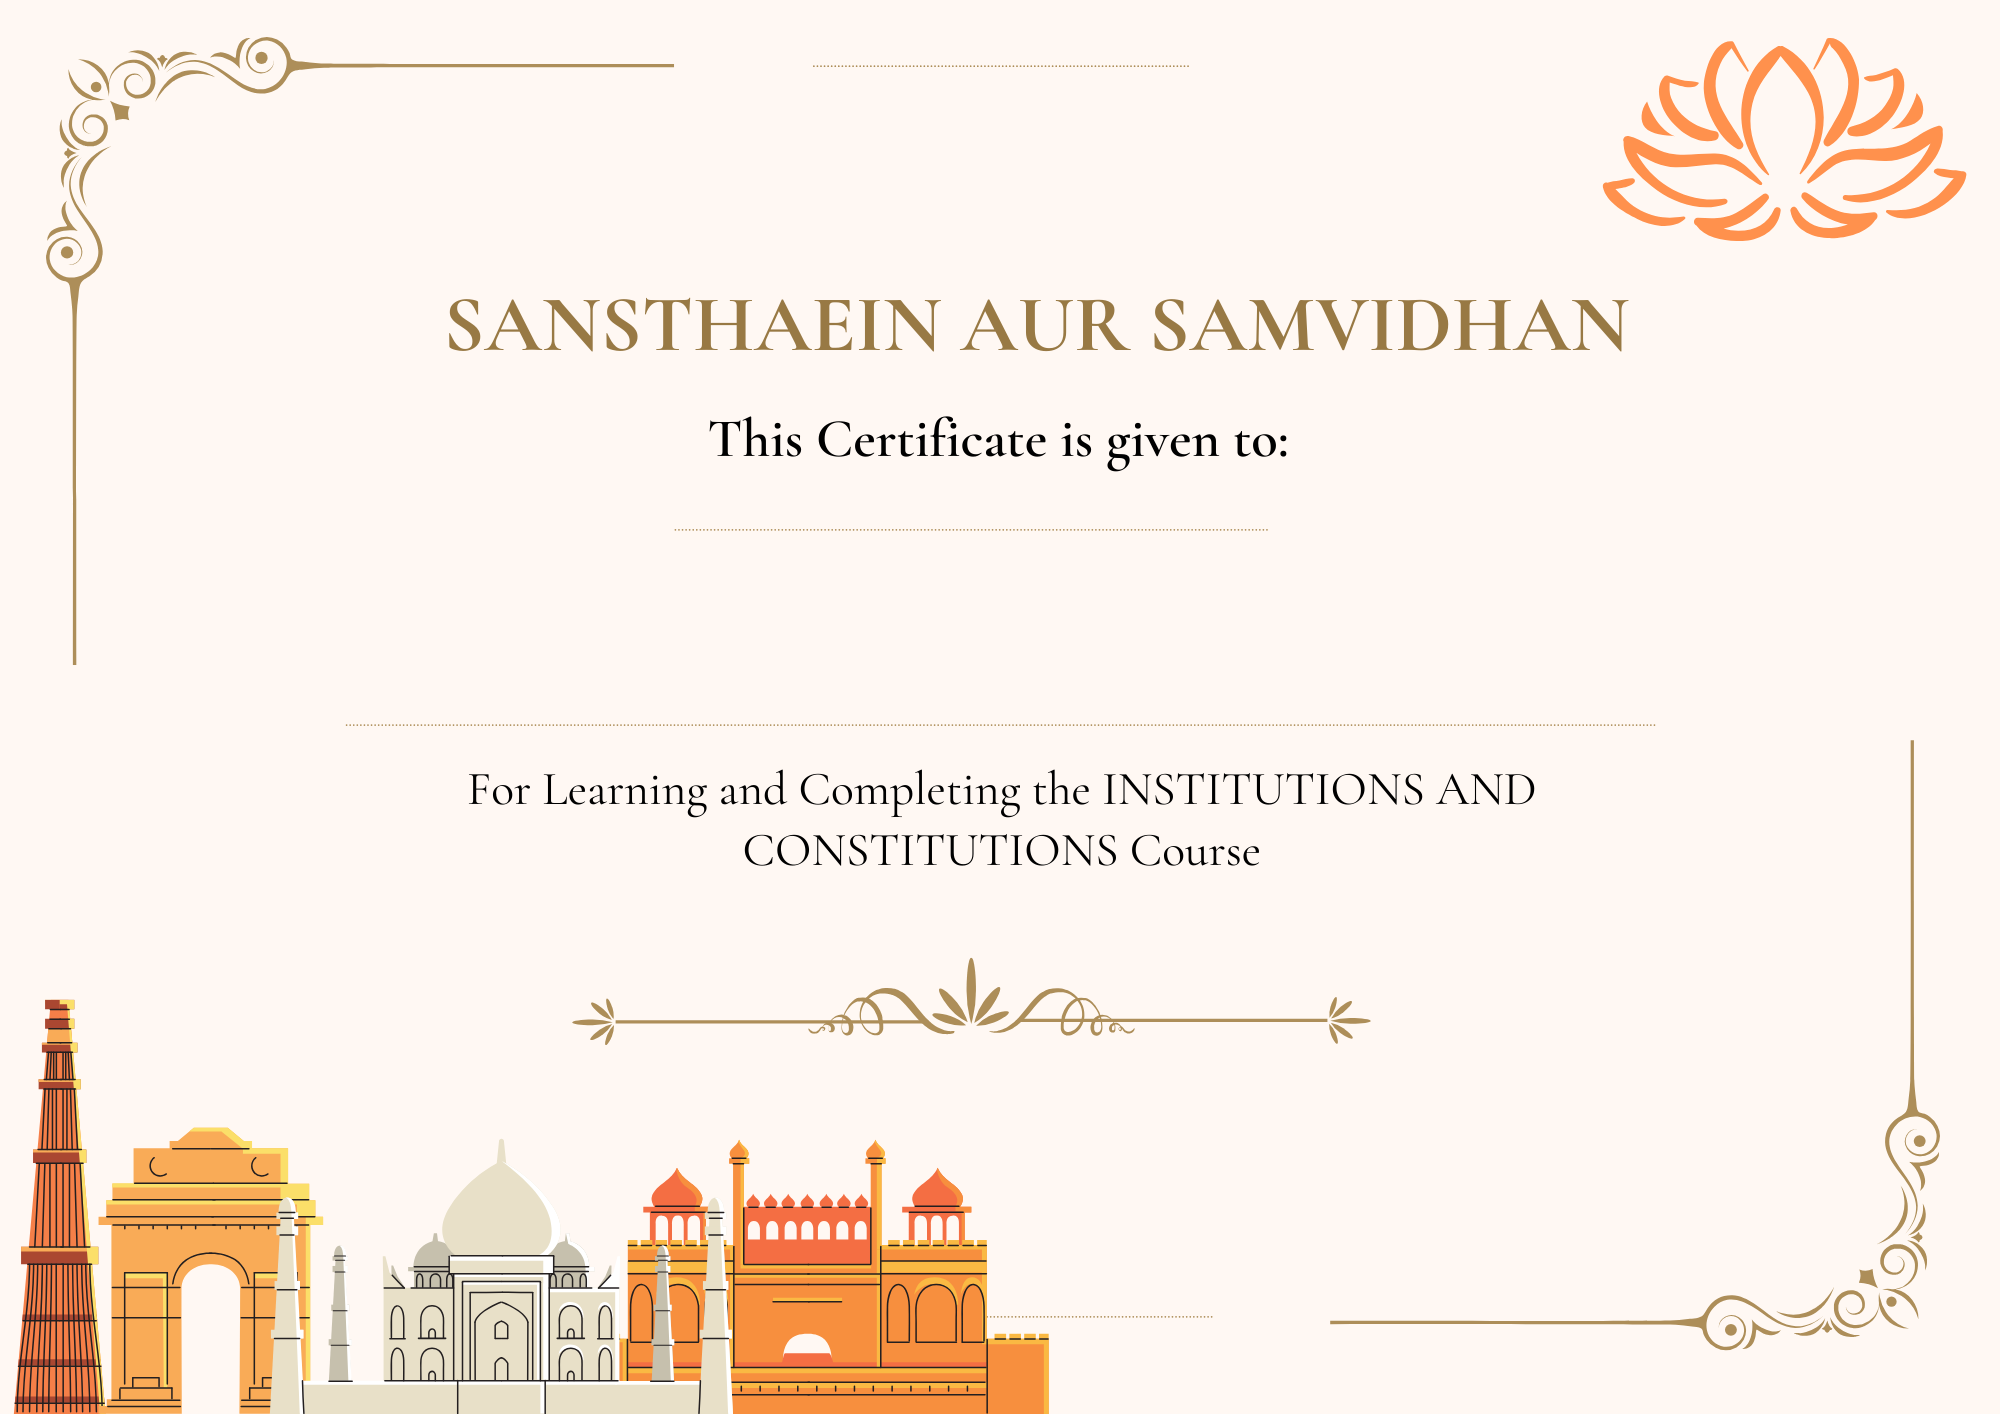 SANSTHAEIN AUR SAMVIDHAN
This Certificate is given to:
For Learning and Completing the INSTITUTIONS AND
CONSTITUTIONS Course